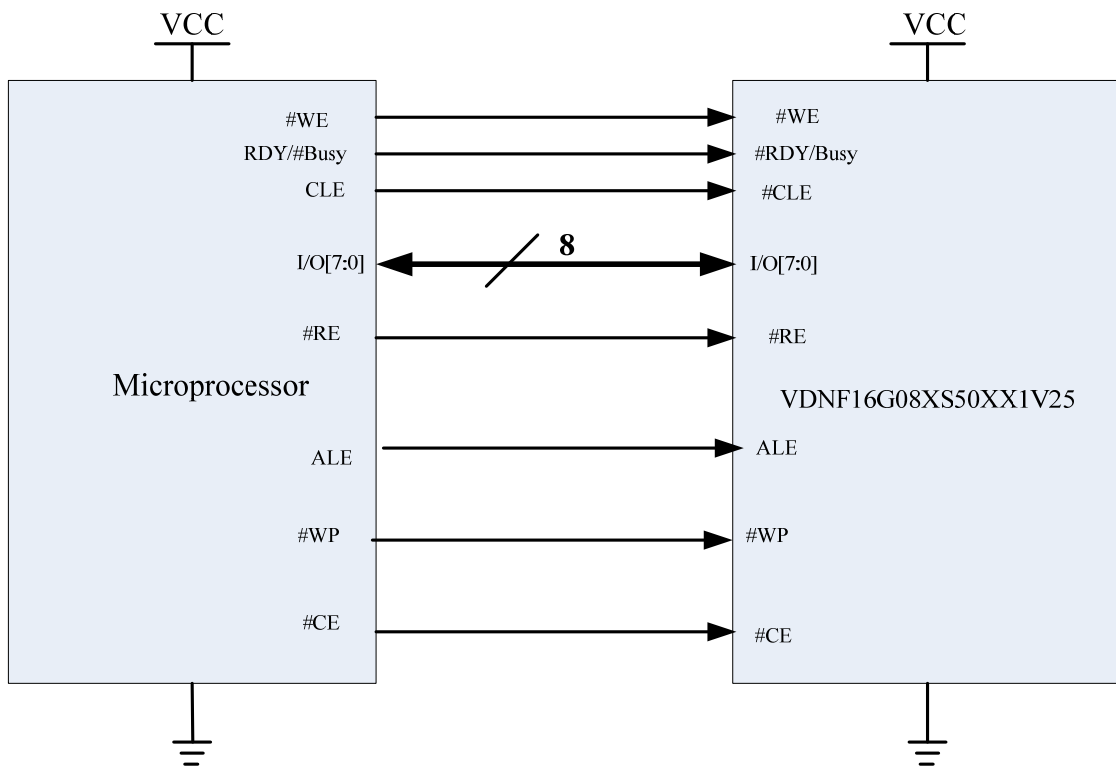 VCC
VCC
#WE
#WE
RDY/#Busy
#RDY/Busy
CLE
#CLE
8
I/O[7:0]
I/O[7:0]
#RE
#RE
Microprocessor
VDNF16G08XS50XX1V25
ALE
ALE
#WP
#WP
#CE
#CE